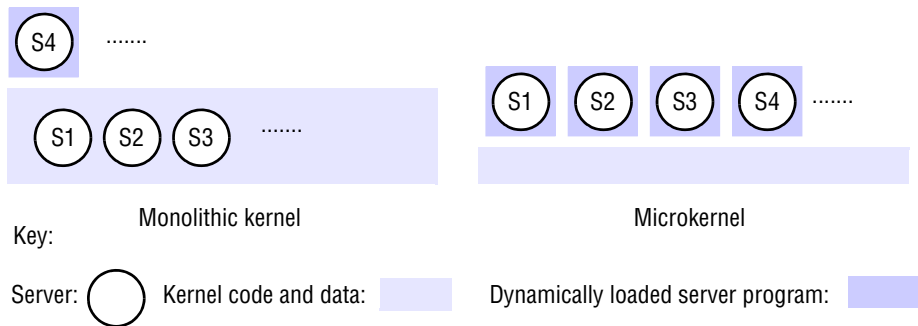 S4 .......
S1 S2 S3 .......
S1 S2 S3 S4 .......
Monolithic kernel
Microkernel
Key:
Server:
Kernel code and data:
Dynamically loaded server program: